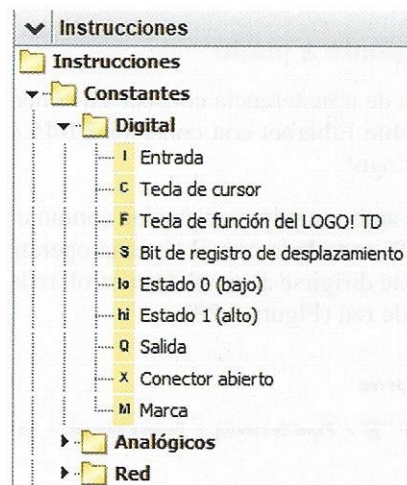 Instrucciones
Instrucciones
Constantes
Digital
I Entrada
C Tecla de cursor
F Tecla de función del LOGO! TD
S Bit de registro de desplazamiento
lo Estado 0 (bajo)
hi Estado 1 (alto)
Q Salida
X Conector abierto
M Marca
Analógicos
Red